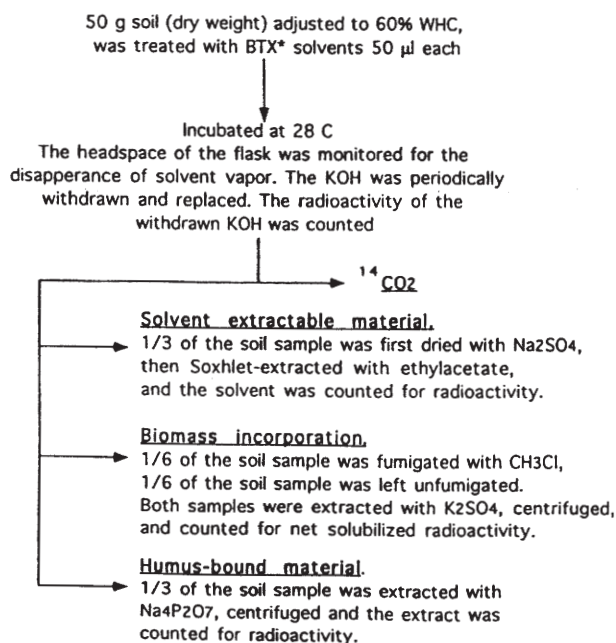 50 g soil (dry weight) adjusted to 60% WHC,
was treated with BTX* solvents 50 µl each
Incubated at 28 C
The headspace of the flask was monitored for the
disapperance of solvent vapor. The KOH was periodically
withdrawn and replaced. The radioactivity of the
withdrawn KOH was counted
14CO2
Solvent extractable material.
1/3 of the soil sample was first dried with Na2SO4,
then Soxhlet-extracted with ethylacetate,
and the solvent was counted for radioactivity.
Biomass incorporation.
1/6 of the soil sample was fumigated with CH3Cl,
1/6 of the soil sample was left unfumigated.
Both samples were extracted with K2SO4, centrifuged,
and counted for net solubilized radioactivity.
Humus-bound material.
1/3 of the soil sample was extracted with
Na4P2O7, centrifuged and the extract was
counted for radioactivity.